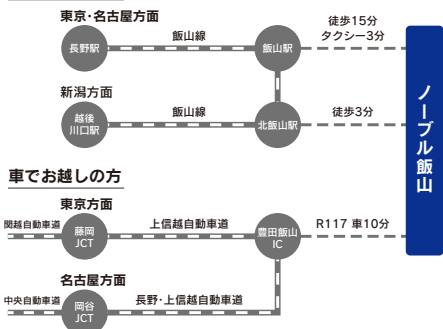 東京・名古屋方面
長野駅
飯山線
飯山駅
徒歩15分
タクシー3分
新潟方面
越後
川口駅
飯山線
北飯山駅
徒歩3分
ノーブル飯山
車でお越しの方
東京方面
関越自動車道
藤岡
JCT
上信越自動車道
豊田飯山
IC
R117 車10分
名古屋方面
中央自動車道
岡谷
JCT
長野・上信越自動車道